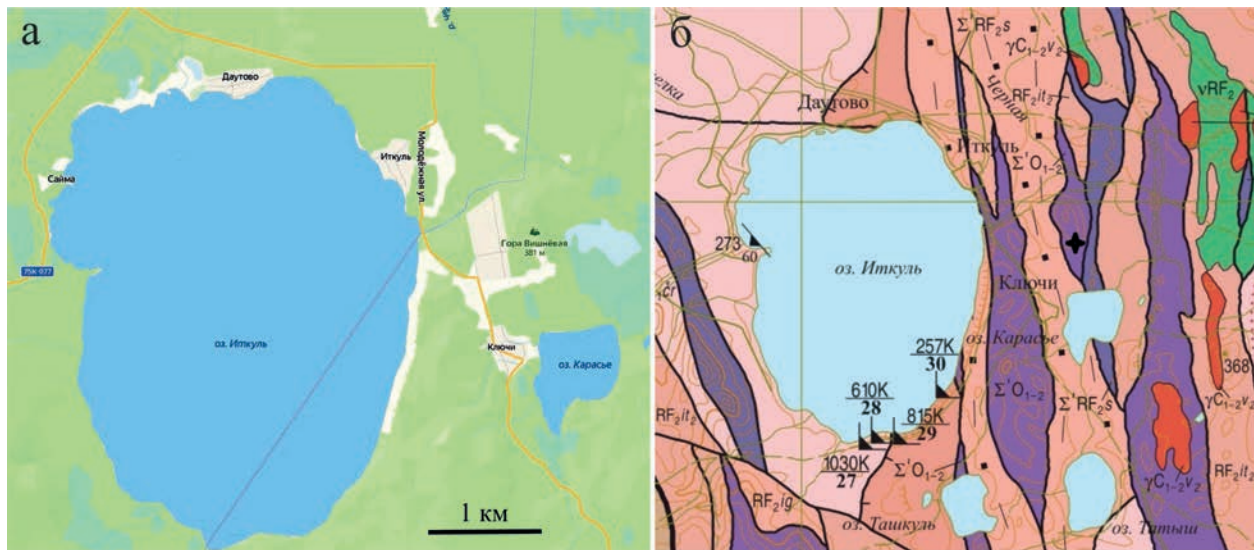 а
Даутово
Иткуль
Молодёжная ул.
Сайма
Гора Вишнёвая
381 м
75К-077
оз. Иткуль
Ключи
оз. Карасье
1 км
б
Σ'RF₂s
γC₁₋₂v₂
Черная
RF₂it₂
νRF₂
Даутово
Иткуль
Σ'O₁₋₂
273
60
оз. Иткуль
Ключи
оз. Карасье
257К
30
368
610К
28
Σ'O₁₋₂
Σ'RF₂s
γC₁₋₂v₂
815К
29
RF₂it₂
1030К
27
Σ'O₁₋₂
γC₁₋₂v₂
RF₂it₂
RF₂ig
оз. Ташкуль
оз. Татыш